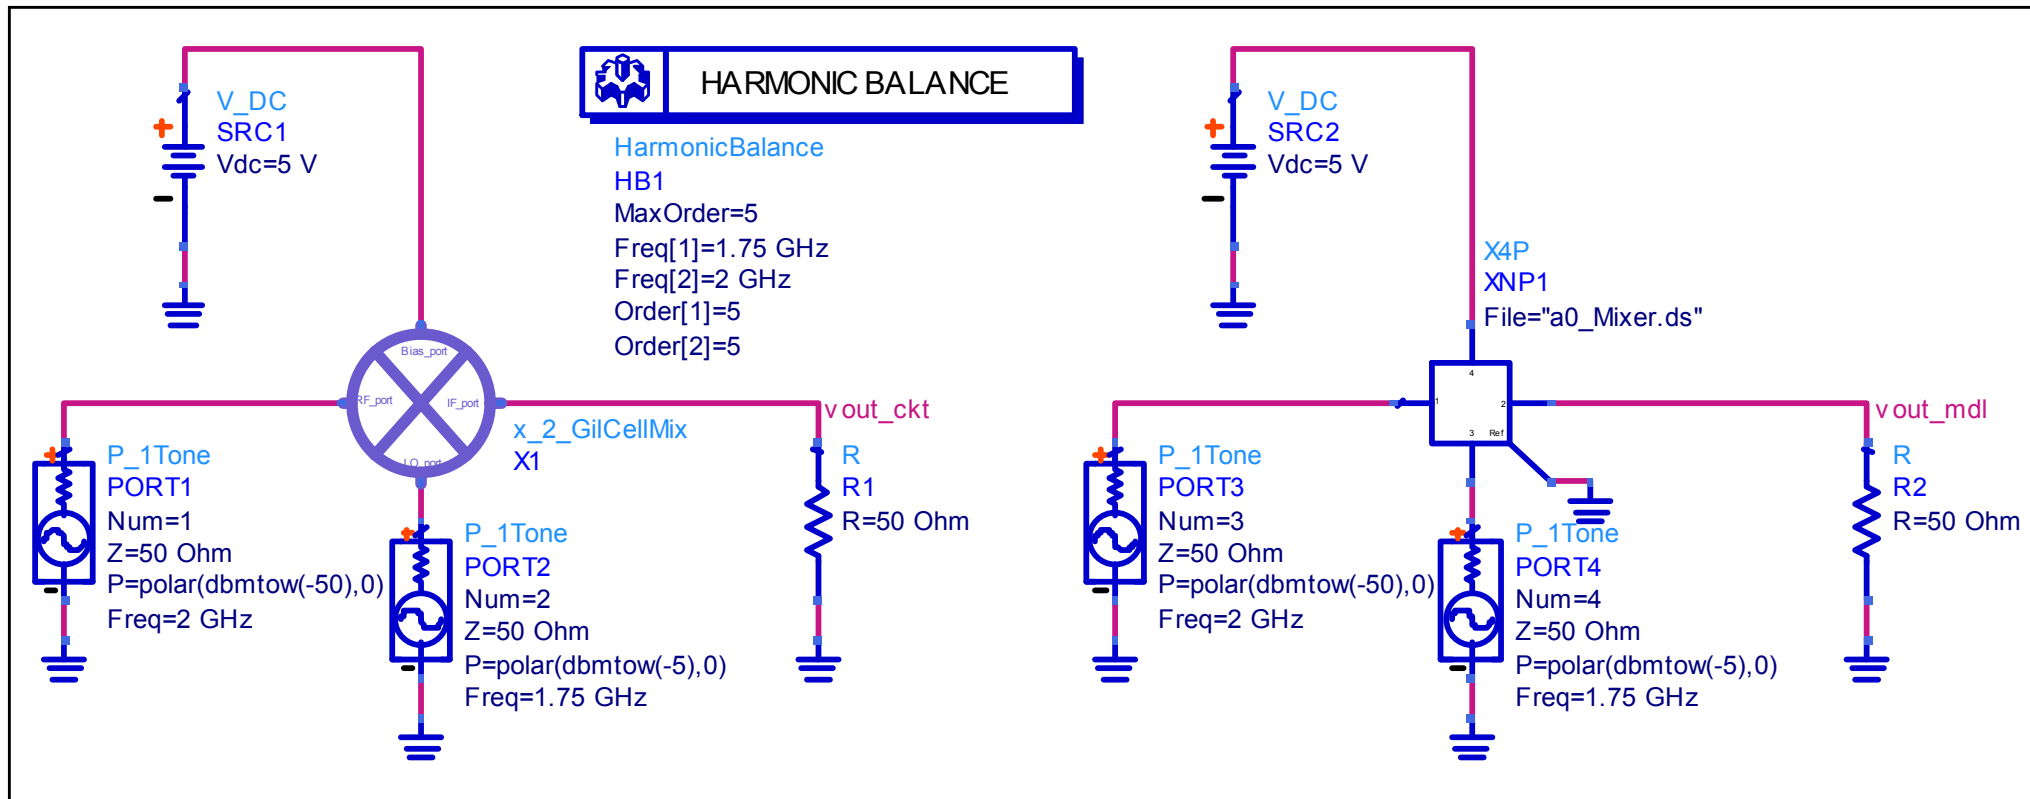 V_DC
SRC1
Vdc=5 V
HARMONIC BALANCE
HarmonicBalance
HB1
MaxOrder=5
Freq[1]=1.75 GHz
Freq[2]=2 GHz
Order[1]=5
Order[2]=5
V_DC
SRC2
Vdc=5 V
X4P
XNP1
File="a0_Mixer.ds"
Bias_port
RF_port
IF_port
LO_port
x_2_GilCellMix
X1
vout_ckt
R
R1
R=50 Ohm
P_1Tone
PORT1
Num=1
Z=50 Ohm
P=polar(dbmtow(-50),0)
Freq=2 GHz
P_1Tone
PORT2
Num=2
Z=50 Ohm
P=polar(dbmtow(-5),0)
Freq=1.75 GHz
4
1
2
3
Ref
vout_mdl
R
R2
R=50 Ohm
P_1Tone
PORT3
Num=3
Z=50 Ohm
P=polar(dbmtow(-50),0)
Freq=2 GHz
P_1Tone
PORT4
Num=4
Z=50 Ohm
P=polar(dbmtow(-5),0)
Freq=1.75 GHz